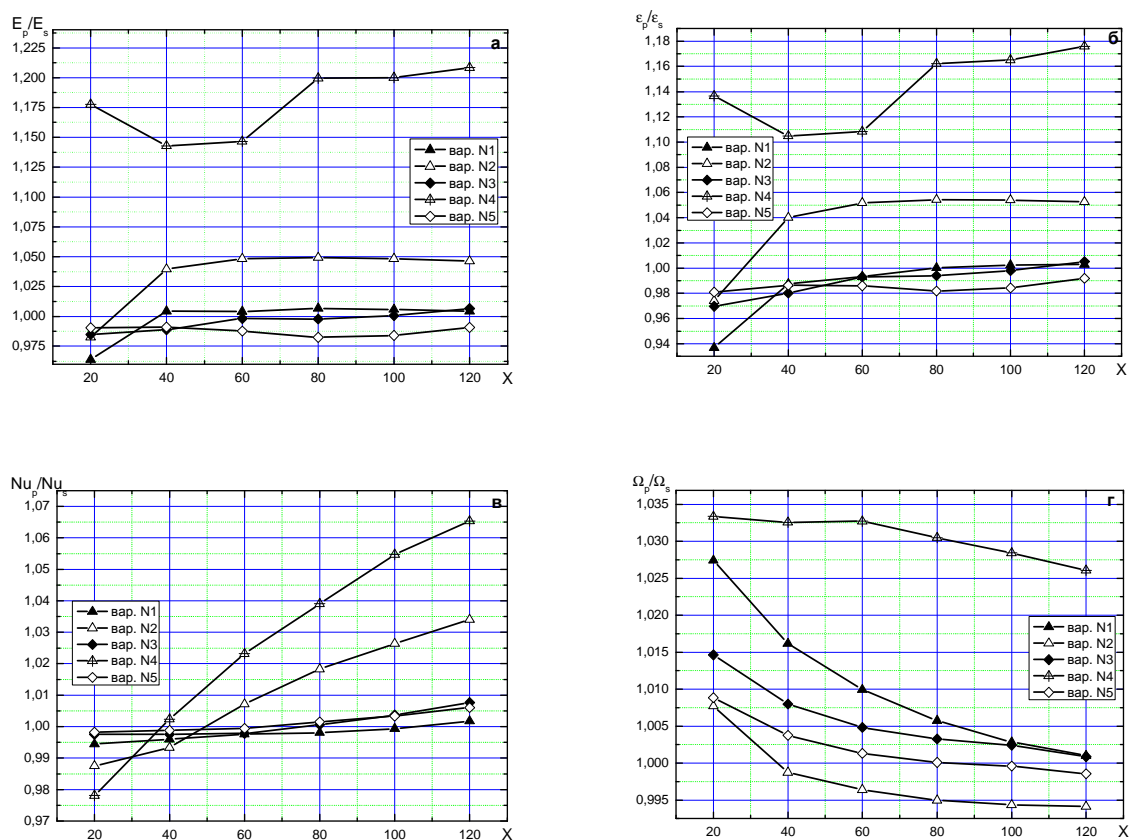 E_p/E_s
а
1,225
1,200
1,175
1,150
1,125
1,100
1,075
1,050
1,025
1,000
0,975
20 40 60 80 100 120 X
вар. N1
вар. N2
вар. N3
вар. N4
вар. N5
ε_p/ε_s
б
1,18
1,16
1,14
1,12
1,10
1,08
1,06
1,04
1,02
1,00
0,98
0,96
0,94
20 40 60 80 100 120 X
вар. N1
вар. N2
вар. N3
вар. N4
вар. N5
Nu_p/Nu_s
в
1,07
1,06
1,05
1,04
1,03
1,02
1,01
1,00
0,99
0,98
0,97
20 40 60 80 100 120 X
вар. N1
вар. N2
вар. N3
вар. N4
вар. N5
Ω_p/Ω_s
г
1,035
1,030
1,025
1,020
1,015
1,010
1,005
1,000
0,995
20 40 60 80 100 120 X
вар. N1
вар. N2
вар. N3
вар. N4
вар. N5